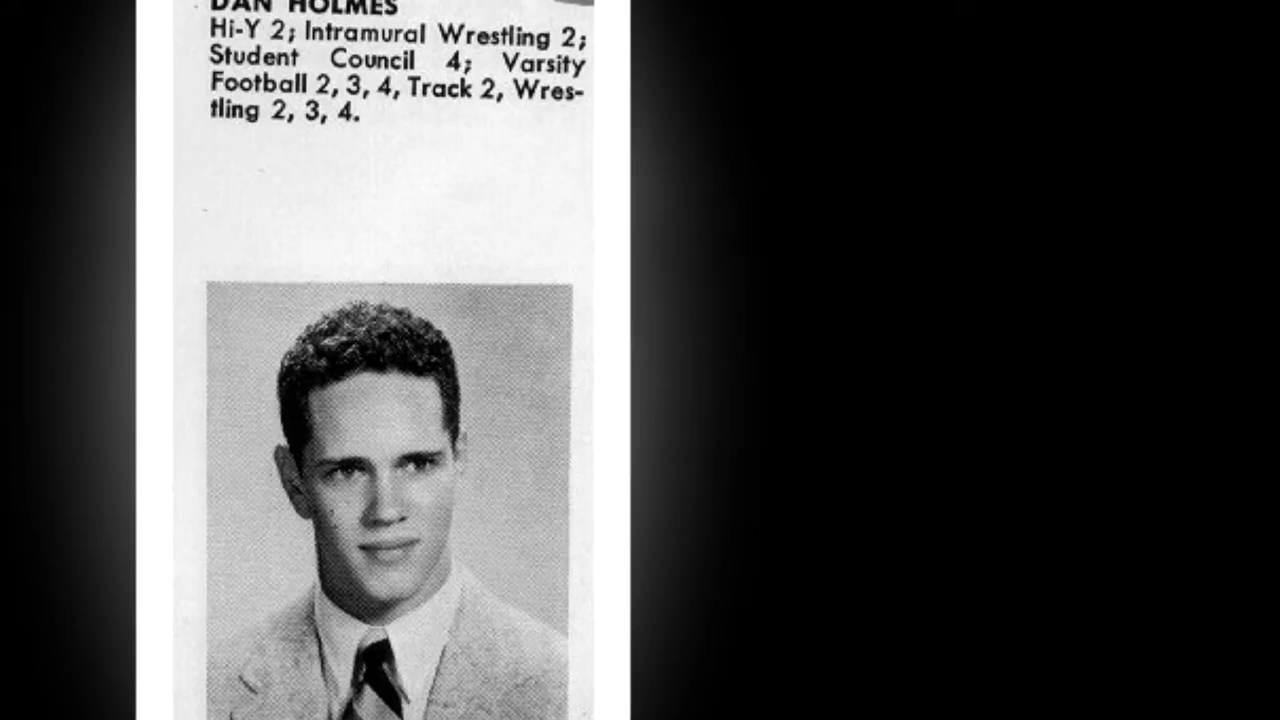 DAN HOLMES
Hi-Y 2; Intramural Wrestling 2;
Student Council 4; Varsity
Football 2, 3, 4, Track 2, Wres-
tling 2, 3, 4.